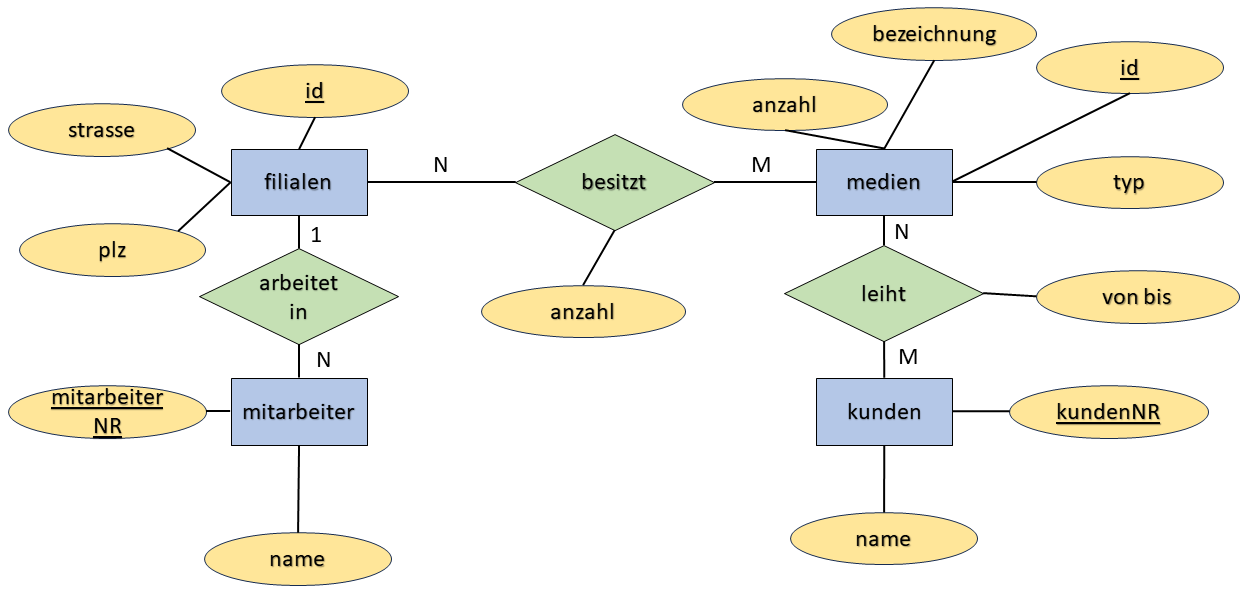 bezeichnung
id
id
anzahl
strasse
filialen
N
besitzt
M
medien
typ
plz
1
N
arbeitet
in
leiht
von bis
anzahl
N
M
mitarbeiter
NR
mitarbeiter
kunden
kundenNR
name
name